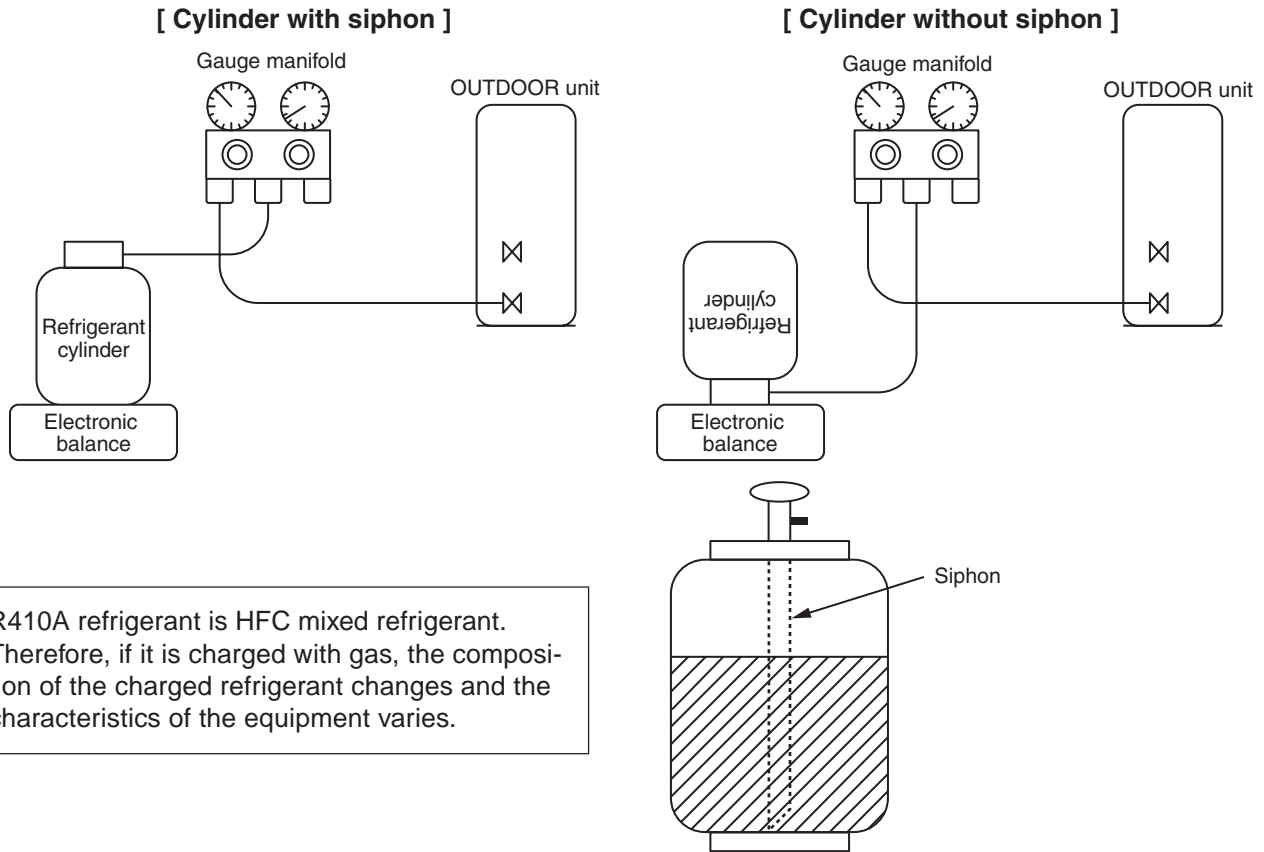 [ Cylinder with siphon ]
Gauge manifold
OUTDOOR unit
Refrigerant
cylinder
Electronic
balance
[ Cylinder without siphon ]
Gauge manifold
OUTDOOR unit
Refrigerant
cylinder
Electronic
balance
Siphon
R410A refrigerant is HFC mixed refrigerant.
Therefore, if it is charged with gas, the composi-
tion of the charged refrigerant changes and the
characteristics of the equipment varies.